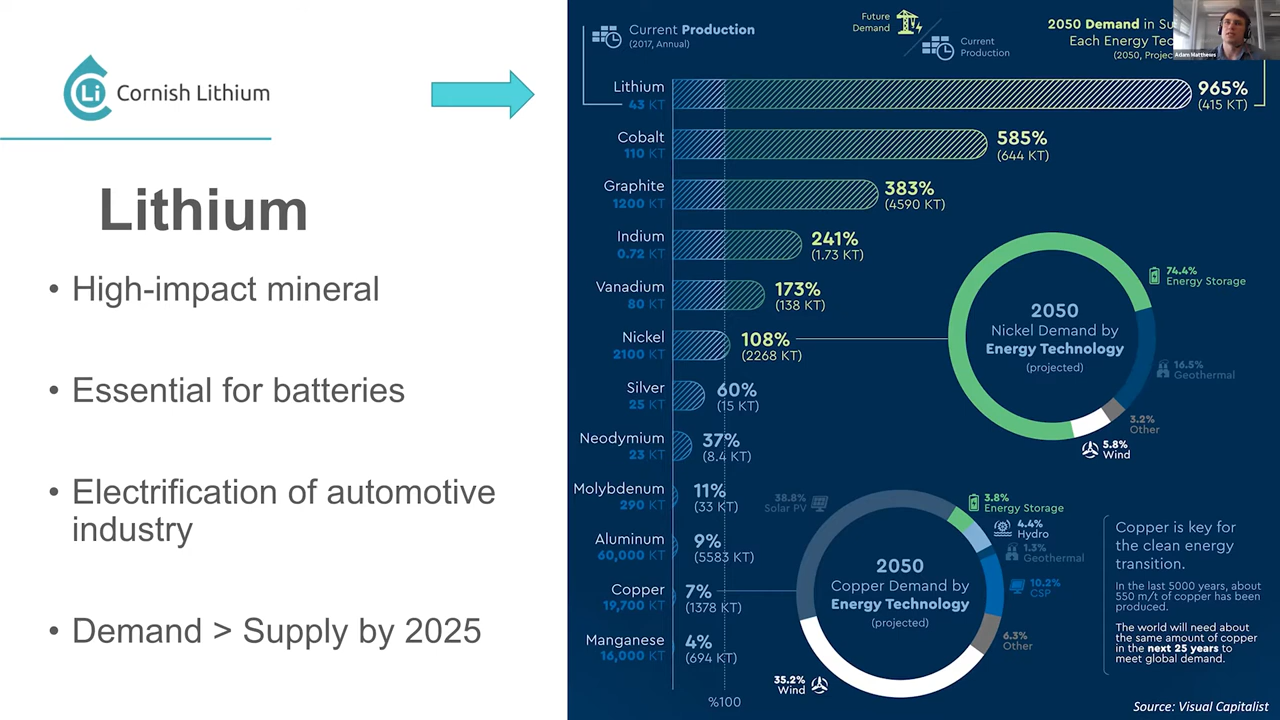 Li
Cornish Lithium
Lithium
• High-impact mineral
• Essential for batteries
• Electrification of automotive
industry
• Demand > Supply by 2025
Current Production
(2017, Annual)
Future
Demand
Current
Production
2050 Demand in
Each Energy
(2050,
Adam Matthews
Lithium
43 KT
965%
(415 KT)
Cobalt
110 KT
585%
(644 KT)
Graphite
1200 KT
383%
(4590 KT)
Indium
0.72 KT
241%
(1.73 KT)
Vanadium
80 KT
173%
(138 KT)
Nickel
2100 KT
108%
(2268 KT)
Silver
25 KT
60%
(15 KT)
Neodymium
23 KT
37%
(8.4 KT)
Molybdenum
290 KT
11%
(33 KT)
Aluminum
60,000 KT
9%
(5583 KT)
Copper
19,700 KT
7%
(1378 KT)
Manganese
16,000 KT
4%
(694 KT)
%100
2050
Nickel Demand by
Energy Technology
(projected)
74.4%
Energy Storage
16.5%
Geothermal
3.2%
Other
5.8%
Wind
2050
Copper Demand by
Energy Technology
(projected)
38.8%
Solar PV
3.8%
Energy Storage
4.4%
Hydro
1.3%
Geothermal
10.2%
CSP
6.3%
Other
35.2%
Wind
Copper is key for
the clean energy
transition.
In the last 5000 years, about
550 m/t of copper has been
produced.
The world will need about
the same amount of copper
in the next 25 years to
meet global demand.
Source: Visual Capitalist